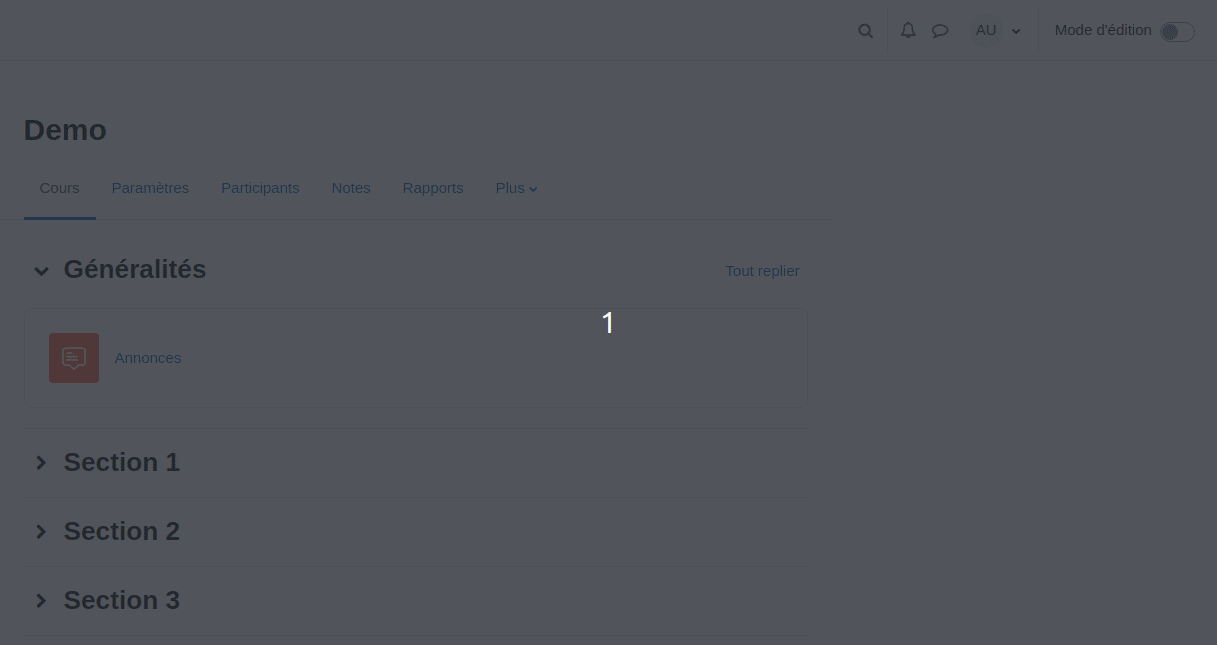 AU
Mode d'édition
Demo
Cours Paramètres Participants Notes Rapports Plus
Généralités
Tout replier
1
Annonces
Section 1
Section 2
Section 3